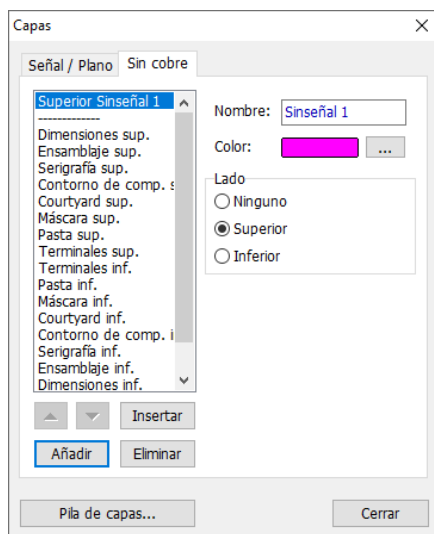 Capas
Señal / Plano Sin cobre
Superior Sinseñal 1
-------------
Dimensiones sup.
Ensamblaje sup.
Serigrafía sup.
Contorno de comp. s
Courtyard sup.
Máscara sup.
Pasta sup.
Terminales sup.
Terminales inf.
Pasta inf.
Máscara inf.
Courtyard inf.
Contorno de comp. i
Serigrafía inf.
Ensamblaje inf.
Dimensiones inf.
Nombre: Sinseñal 1
Color: ...
Lado
Ninguno
Superior
Inferior
Insertar
Añadir Eliminar
Pila de capas... Cerrar